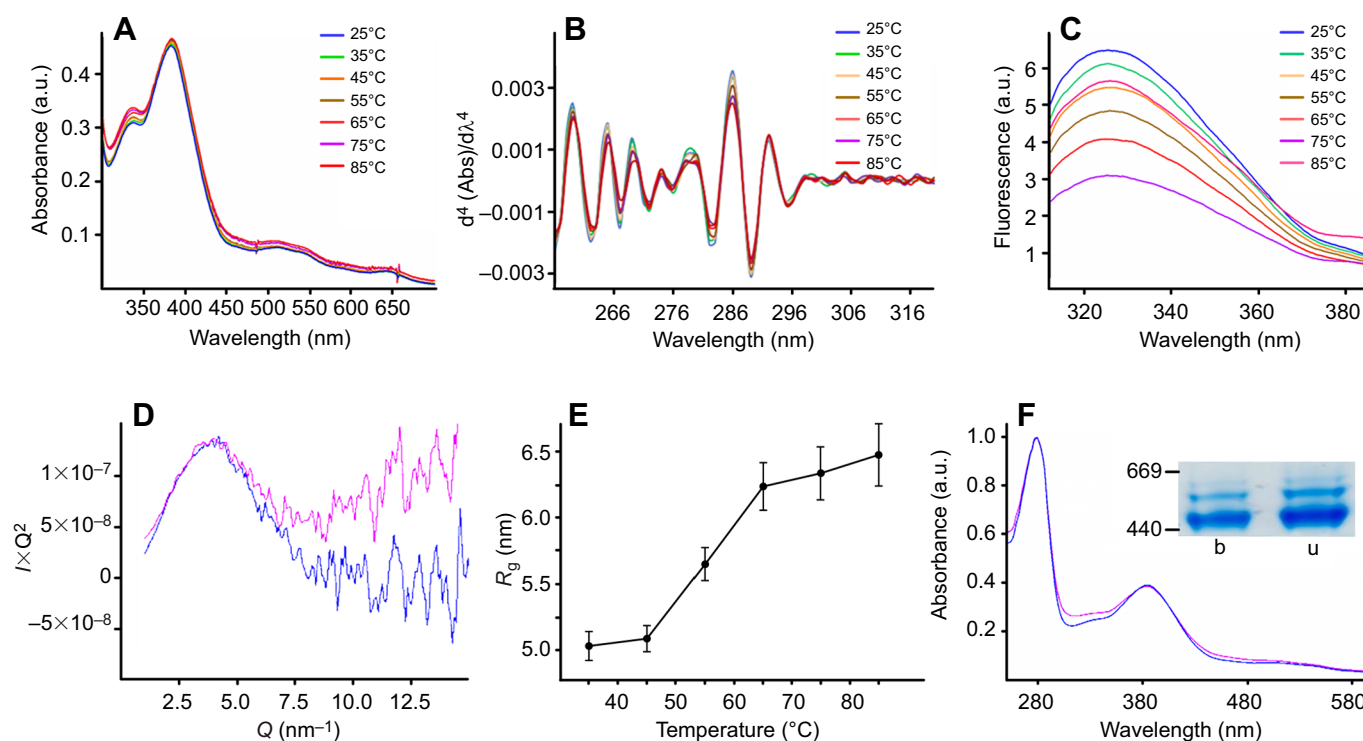 A
Absorbance (a.u.)
0.4
0.3
0.2
0.1
350 400 450 500 550 600 650
Wavelength (nm)
25°C
35°C
45°C
55°C
65°C
75°C
85°C
B
d⁴ (Abs)/dλ⁴
0.003
0.001
−0.001
−0.003
266 276 286 296 306 316
Wavelength (nm)
25°C
35°C
45°C
55°C
65°C
75°C
85°C
C
Fluorescence (a.u.)
6
5
4
3
2
1
320 340 360 380
Wavelength (nm)
25°C
35°C
45°C
55°C
65°C
75°C
85°C
D
I×Q²
1×10⁻⁷
5×10⁻⁸
0
−5×10⁻⁸
2.5 5.0 7.5 10.0 12.5
Q (nm⁻¹)
E
Rg (nm)
6.5
6.0
5.5
5.0
40 50 60 70 80
Temperature (°C)
F
Absorbance (a.u.)
1.0
0.8
0.6
0.4
0.2
280 380 480 580
Wavelength (nm)
669
440
b u